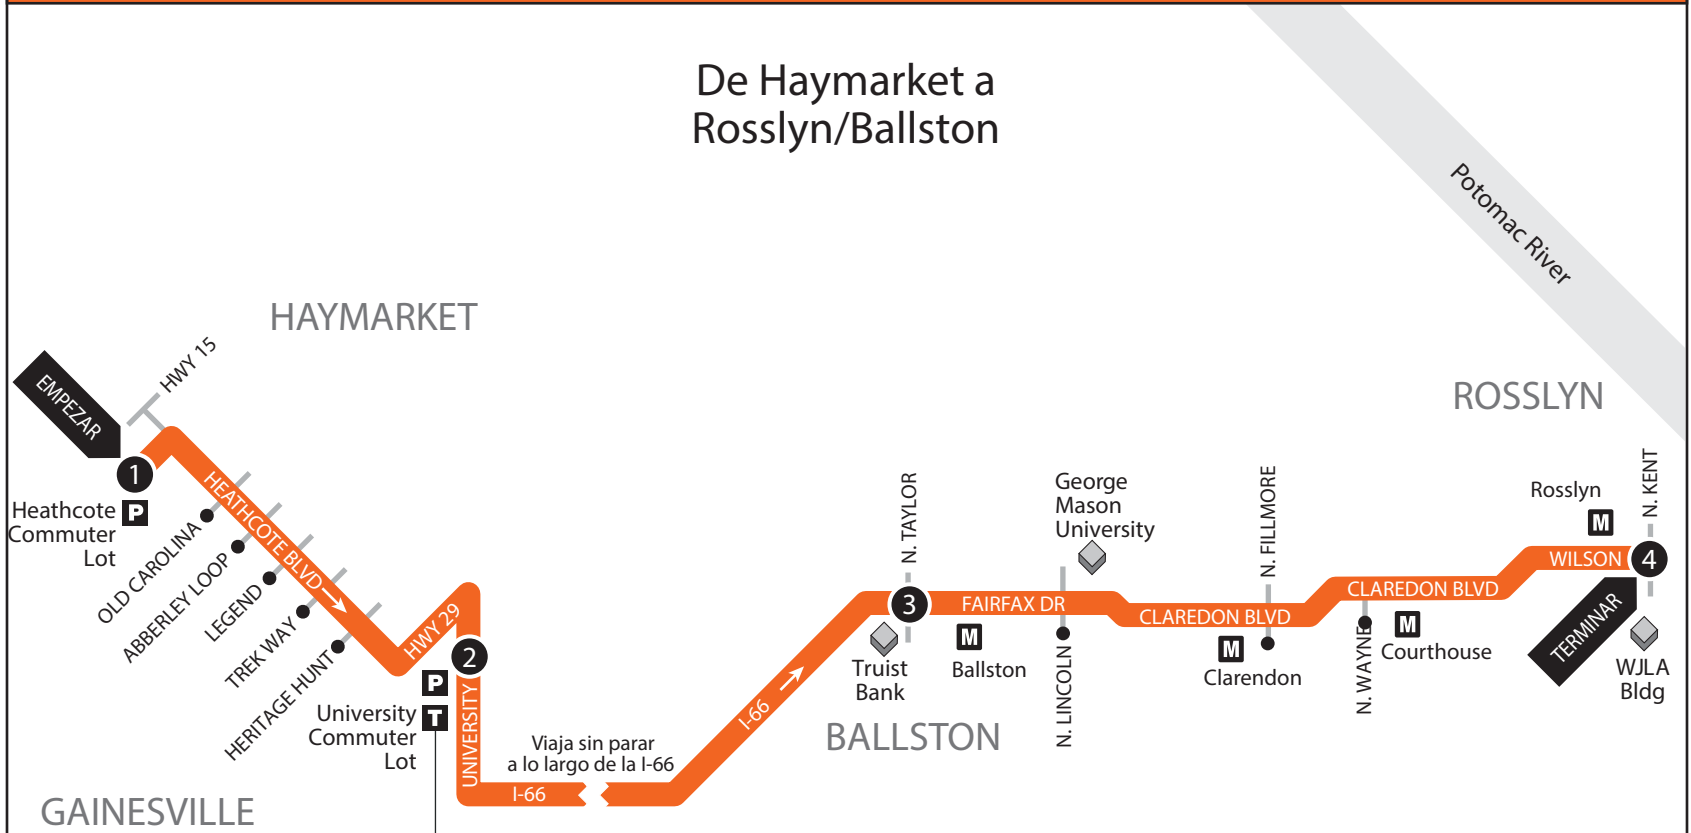 De Haymarket a
Rosslyn/Ballston
Potomac River
HAYMARKET
HWY 15
EMPEZAR
ROSSLYN
1
Heathcote
Commuter
Lot
P
HEATHCOTE BLVD
OLD CAROLINA
ABBERLEY LOOP
LEGEND
TREK WAY
HERITAGE HUNT
HWY 29
2
P
T
University
Commuter
Lot
UNIVERSITY
GAINESVILLE
Viaja sin parar
a lo largo de la I-66
I-66
I-66
N. TAYLOR
3
Truist
Bank
FAIRFAX DR
M
Ballston
BALLSTON
George
Mason
University
N. LINCOLN
CLAREDON BLVD
N. FILLMORE
M
Clarendon
CLAREDON BLVD
N. WAYNE
M
Courthouse
Rosslyn
M
WILSON
N. KENT
4
TERMINAR
WJLA
Bldg